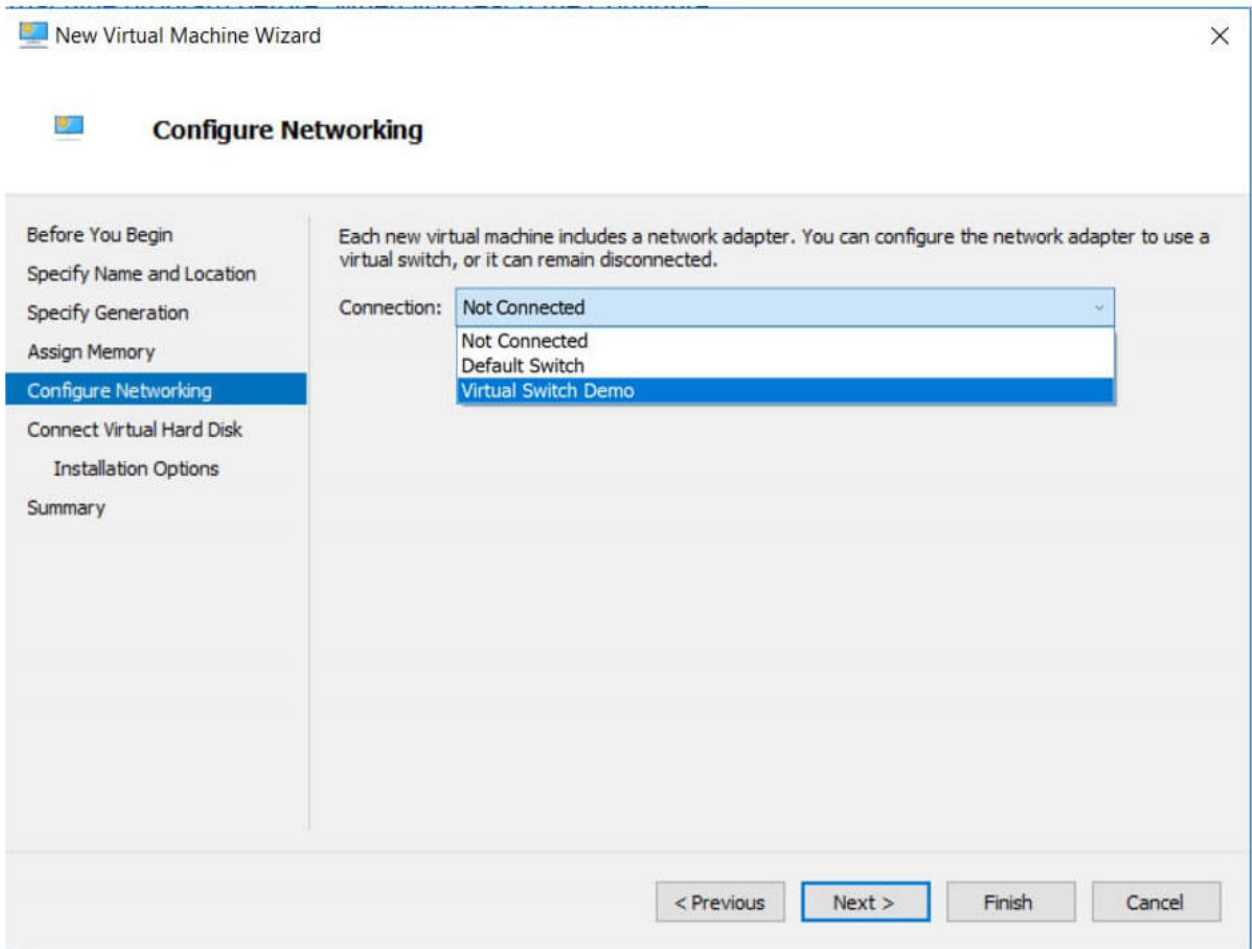 New Virtual Machine Wizard
Configure Networking
Before You Begin
Specify Name and Location
Specify Generation
Assign Memory
Configure Networking
Connect Virtual Hard Disk
Installation Options
Summary
Each new virtual machine includes a network adapter. You can configure the network adapter to use a
virtual switch, or it can remain disconnected.
Connection: Not Connected
Not Connected
Default Switch
Virtual Switch Demo
< Previous
Next >
Finish
Cancel